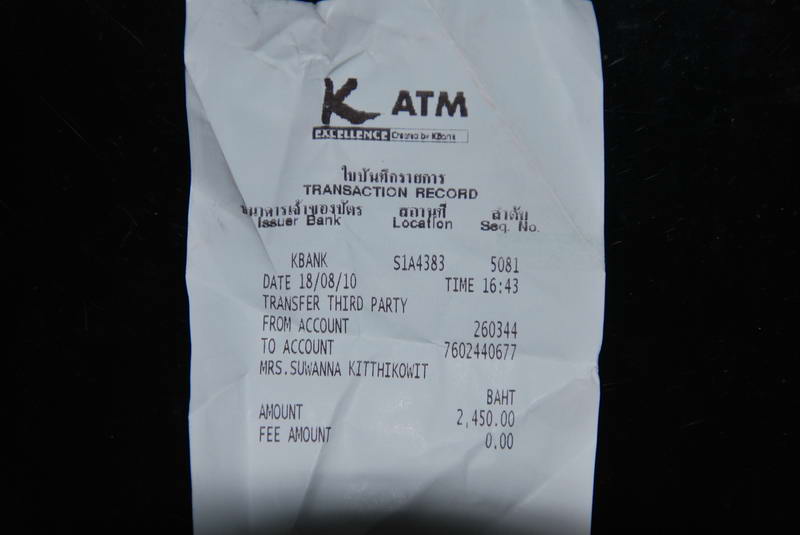 K ATM
EXCELLENCE Created by KBank
ใบบันทึกรายการ
TRANSACTION RECORD
ธนาคารเจ้าของบัตร สถานที่ ลำดับ
Issuer Bank Location Seq. No.
KBANK S1A4383 5081
DATE 18/08/10 TIME 16:43
TRANSFER THIRD PARTY
FROM ACCOUNT 260344
TO ACCOUNT 7602440677
MRS.SUWANNA KITTHIKOWIT
BAHT
AMOUNT 2,450.00
FEE AMOUNT 0.00